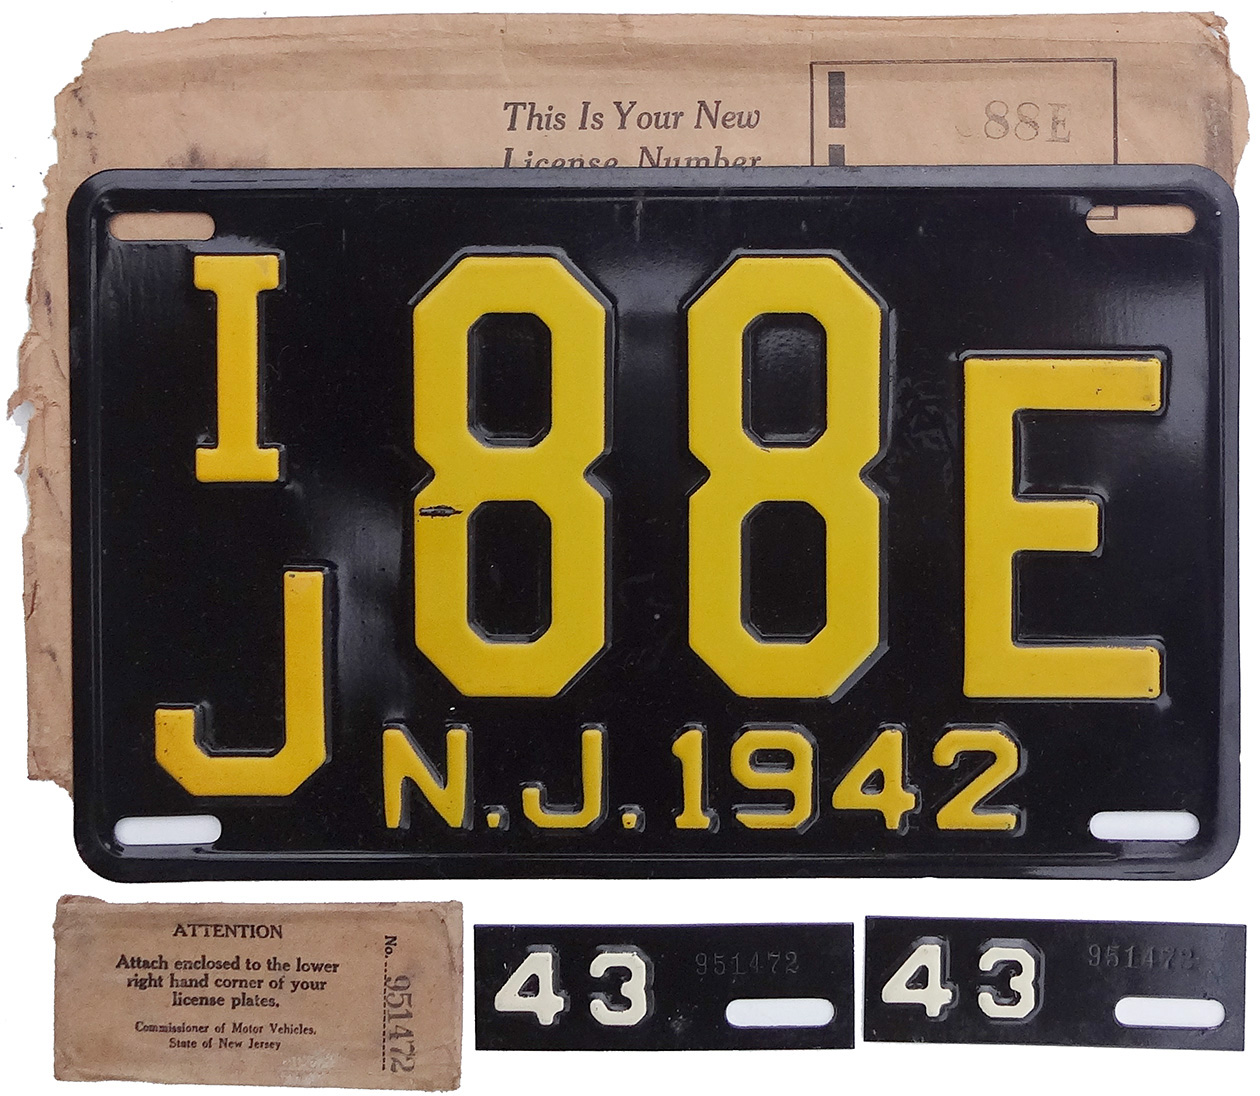 This Is Your New
License Number
88E
I
J
88E
N.J.1942
ATTENTION
Attach enclosed to the lower
right hand corner of your
license plates.
Commissioner of Motor Vehicles.
State of New Jersey
No. 951472
43 951472
43 951472